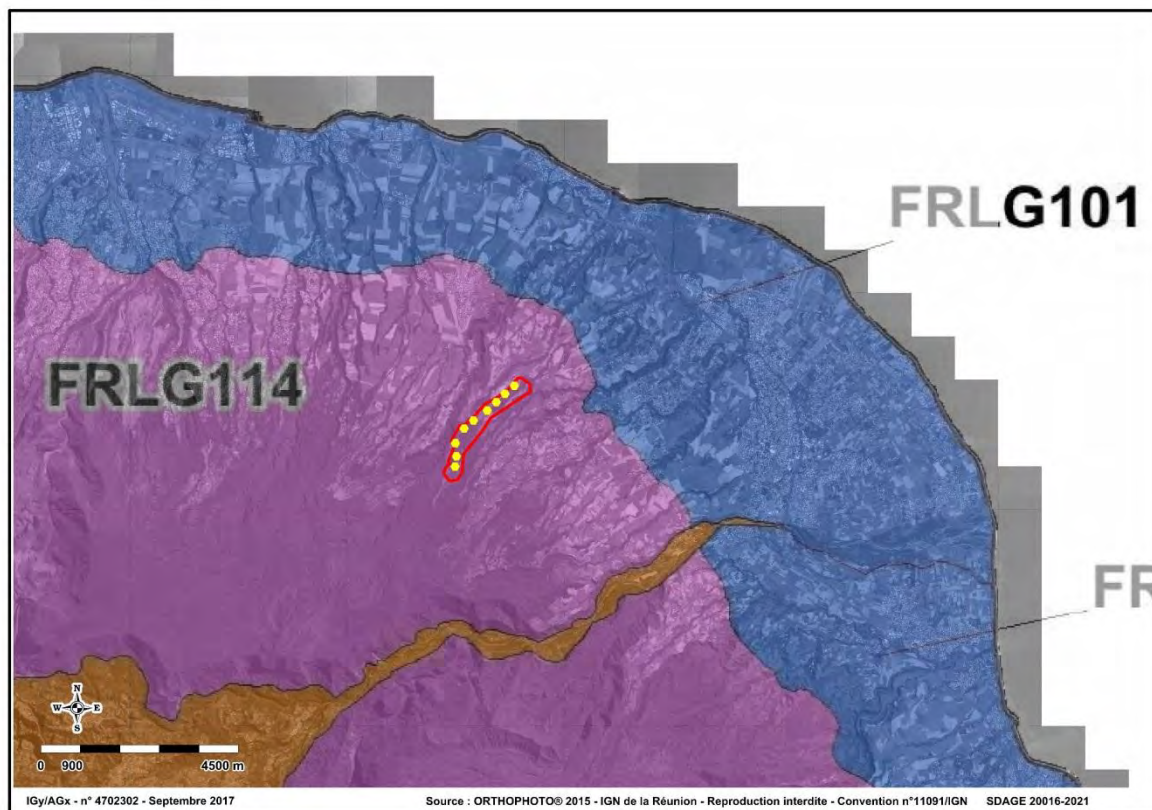 FRLG101
FRLG114
FR
N
W E
S
0 900 4500 m
IGy/AGx - n° 4702302 - Septembre 2017
Source : ORTHOPHOTO® 2015 - IGN de la Réunion - Reproduction interdite - Convention n°11091/IGN SDAGE 20016-2021